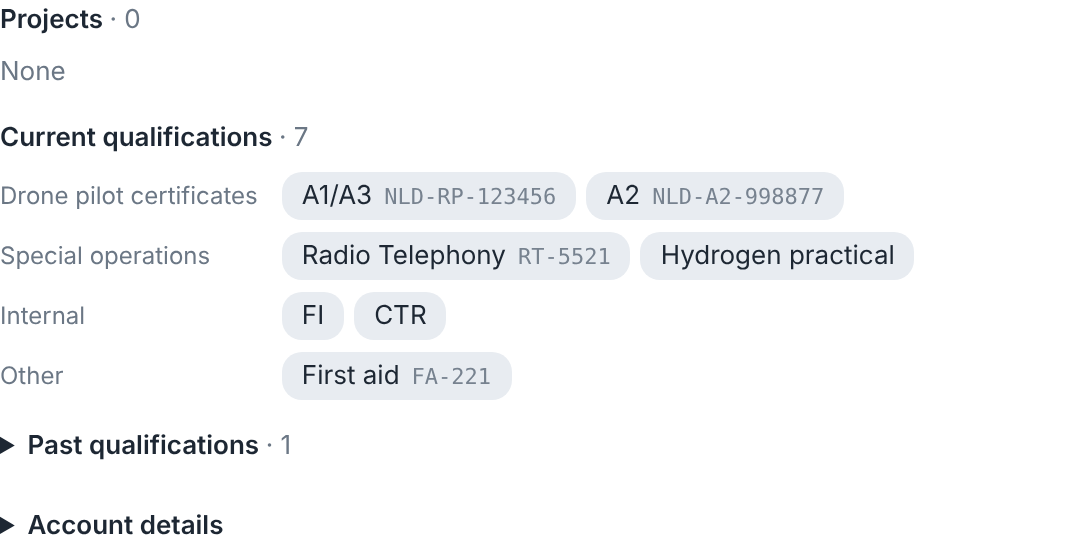 Projects · 0
None
Current qualifications · 7
Drone pilot certificates A1/A3 NLD-RP-123456 A2 NLD-A2-998877
Special operations Radio Telephony RT-5521 Hydrogen practical
Internal FI CTR
Other First aid FA-221
Past qualifications · 1
Account details